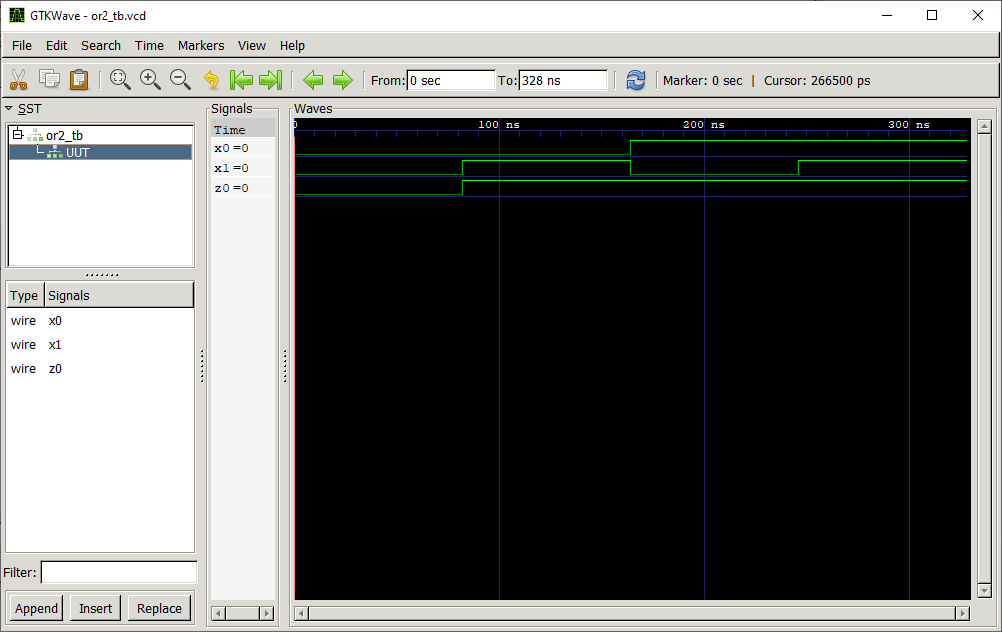 GTKWave - or2_tb.vcd
File Edit Search Time Markers View Help
From: 0 sec To: 328 ns Marker: 0 sec | Cursor: 266500 ps
SST
or2_tb
UUT
Type Signals
wire x0
wire x1
wire z0
Filter:
Append Insert Replace
Signals
Time
x0=0
x1=0
z0=0
Waves
0 100 ns 200 ns 300 ns